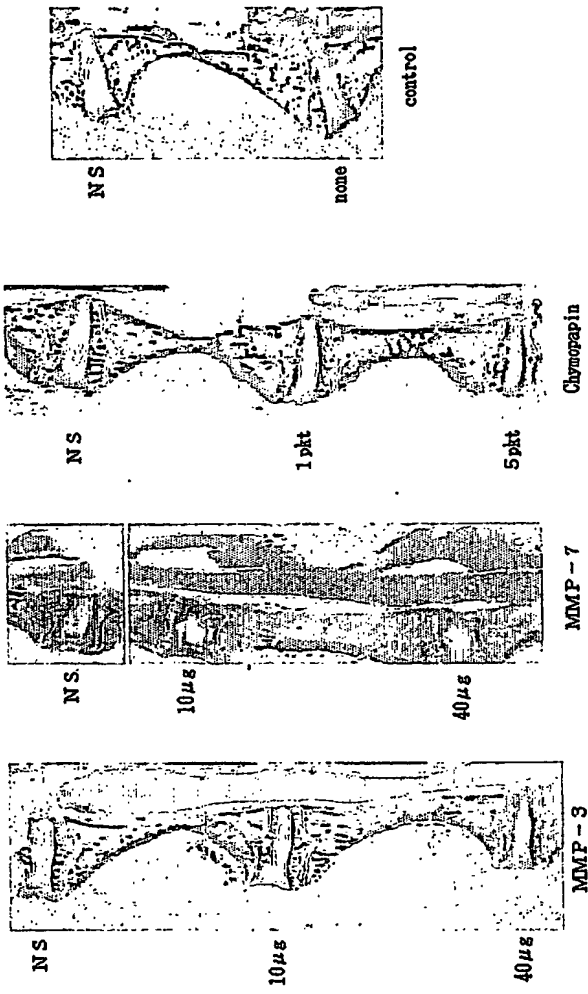 NS
none
control
NS
1pkt
5pkt
Chymopapin
NS.
10μg
40μg
MMP-7
NS
10μg
40μg
MMP-3